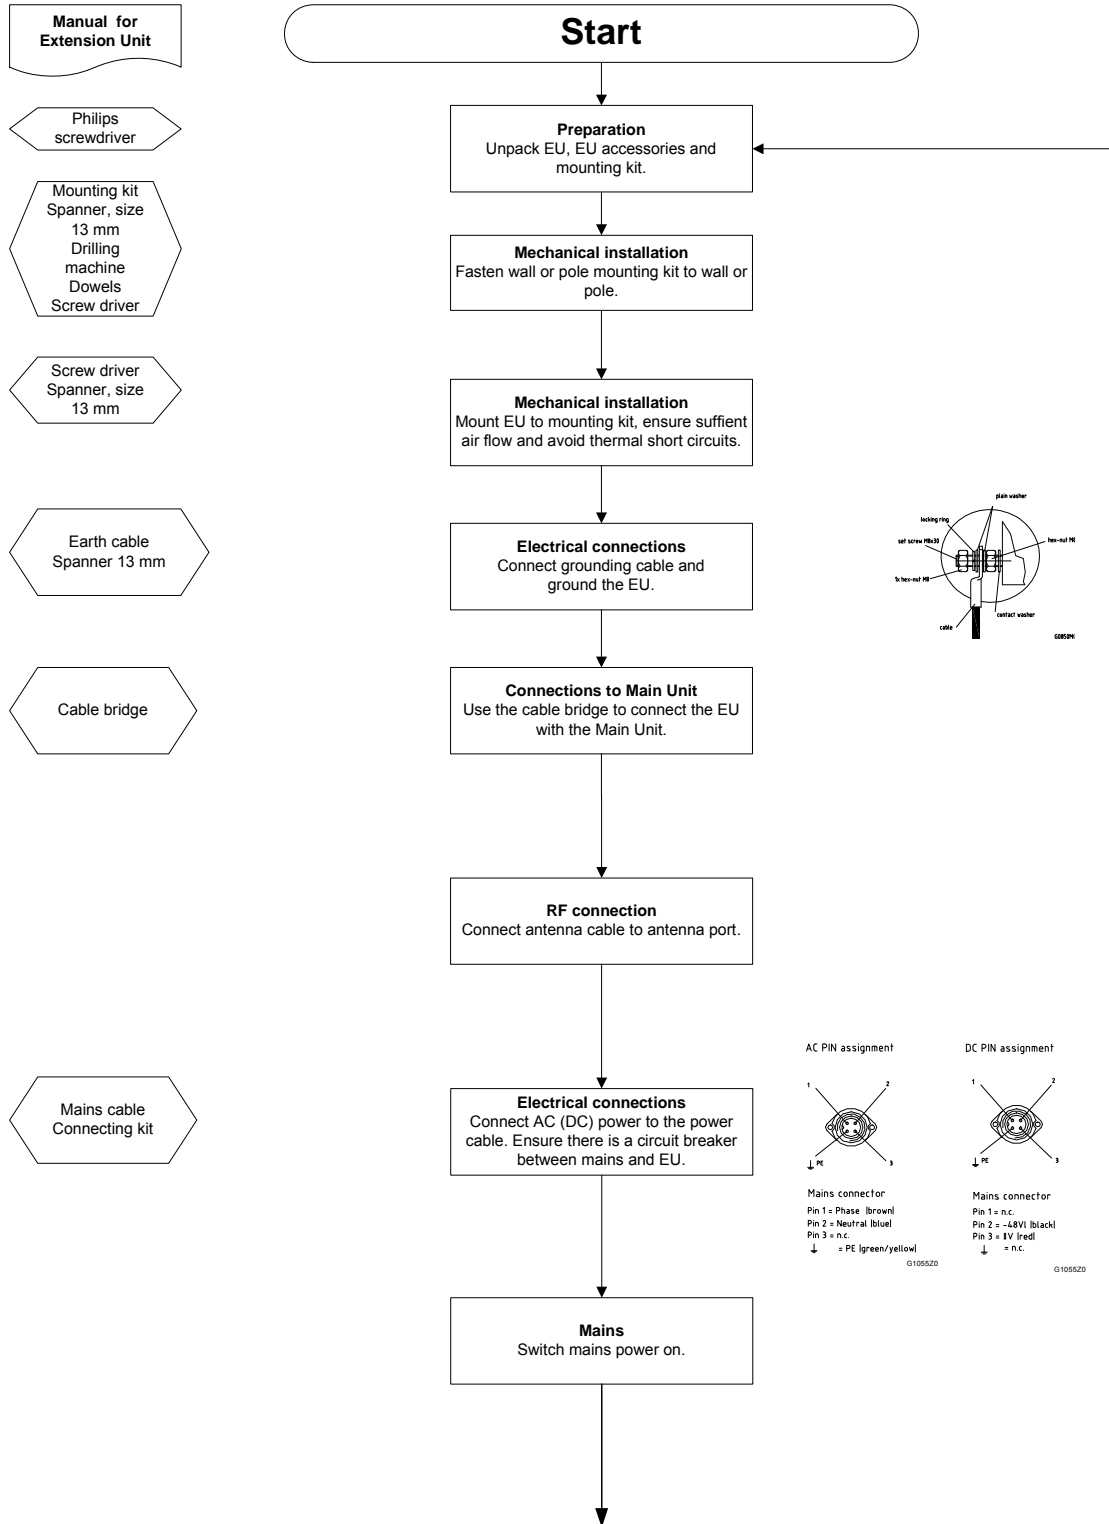 Manual for
Extension Unit
Start
Philips
screwdriver
Preparation
Unpack EU, EU accessories and
mounting kit.
Mounting kit
Spanner, size
13 mm
Drilling
machine
Dowels
Screw driver
Mechanical installation
Fasten wall or pole mounting kit to wall or
pole.
Screw driver
Spanner, size
13 mm
Mechanical installation
Mount EU to mounting kit, ensure suffient
air flow and avoid thermal short circuits.
Earth cable
Spanner 13 mm
Electrical connections
Connect grounding cable and
ground the EU.
plain washer
locking ring
set screw M8x30
hex-nut M8
1x hex-nut M8
contact washer
cable
G0850M
Cable bridge
Connections to Main Unit
Use the cable bridge to connect the EU
with the Main Unit.
RF connection
Connect antenna cable to antenna port.
Mains cable
Connecting kit
Electrical connections
Connect AC (DC) power to the power
cable. Ensure there is a circuit breaker
between mains and EU.
AC PIN assignment
1
2
PE
3
Mains connector
Pin 1 = Phase |brown|
Pin 2 = Neutral |blue|
Pin 3 = n.c.
= PE |green/yellow|
G1055Z0
DC PIN assignment
1
2
PE
3
Mains connector
Pin 1 = n.c.
Pin 2 = -48V| |black|
Pin 3 = 0V |red|
= n.c.
G1055Z0
Mains
Switch mains power on.